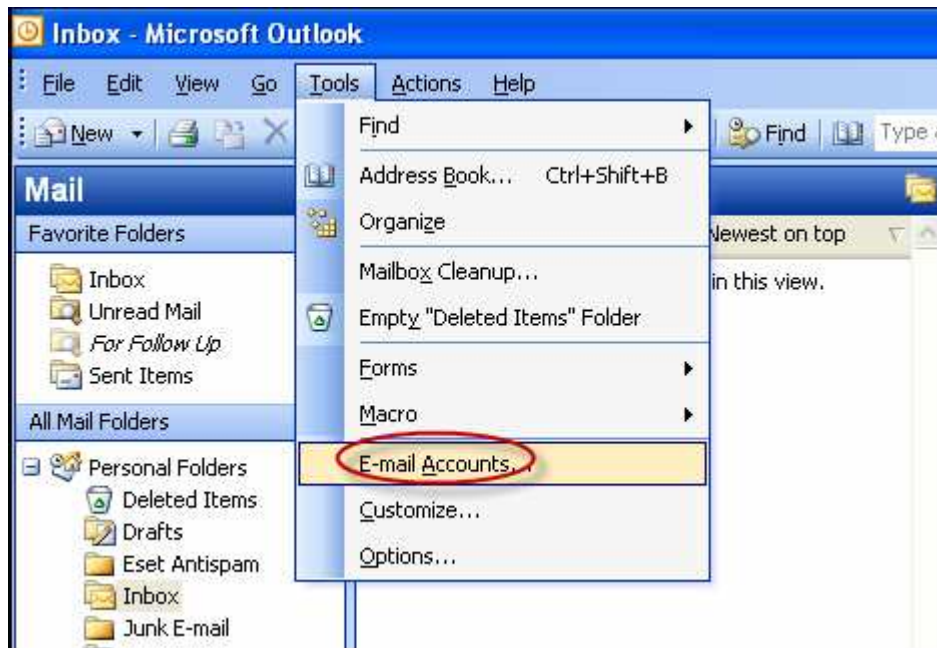 Inbox - Microsoft Outlook
File Edit View Go Tools Actions Help
New Find Type
Find
Address Book... Ctrl+Shift+B
Organize
Mailbox Cleanup...
Empty "Deleted Items" Folder
Forms
Macro
E-mail Accounts...
Customize...
Options...
Mail
Favorite Folders
Newest on top
in this view.
Inbox
Unread Mail
For Follow Up
Sent Items
All Mail Folders
Personal Folders
Deleted Items
Drafts
Eset Antispam
Inbox
Junk E-mail